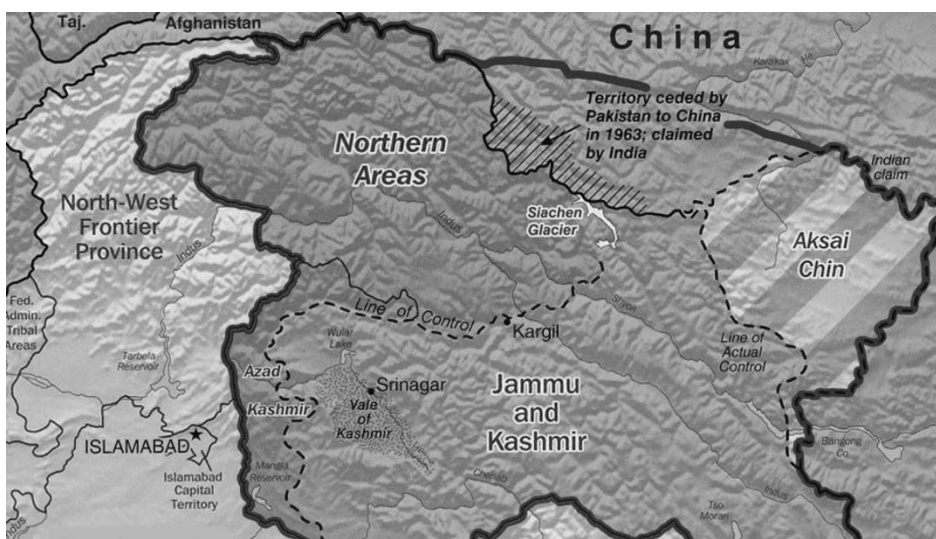 Taj.
Afghanistan
China
Karakax He
Territory ceded by
Pakistan to China
in 1963; claimed
by India
Northern
Areas
Indian
claim
North-West
Frontier
Province
Indus
Indus
Siachen
Glacier
Aksai
Chin
Fed.
Admin.
Tribal
Areas
Line of Control
Kargil
Shyok
Wular
Lake
Line of
Actual
Control
Tarbela
Reservoir
Azad
Kashmir
Srinagar
Vale
of
Kashmir
Jammu
and
Kashmir
ISLAMABAD
Islamabad
Capital
Territory
Mangla
Reservoir
Chenab
Bangong
Co
Indus
Tso
Morari
Indus